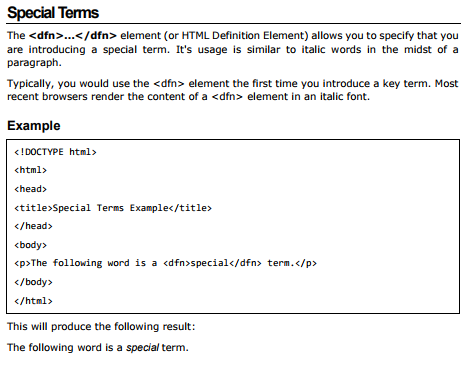 Special Terms
The <dfn>...</dfn> element (or HTML Definition Element) allows you to specify that you
are introducing a special term. It's usage is similar to italic words in the midst of a
paragraph.
Typically, you would use the <dfn> element the first time you introduce a key term. Most
recent browsers render the content of a <dfn> element in an italic font.
Example
<!DOCTYPE html>
<html>
<head>
<title>Special Terms Example</title>
</head>
<body>
<p>The following word is a <dfn>special</dfn> term.</p>
</body>
</html>
This will produce the following result:
The following word is a special term.